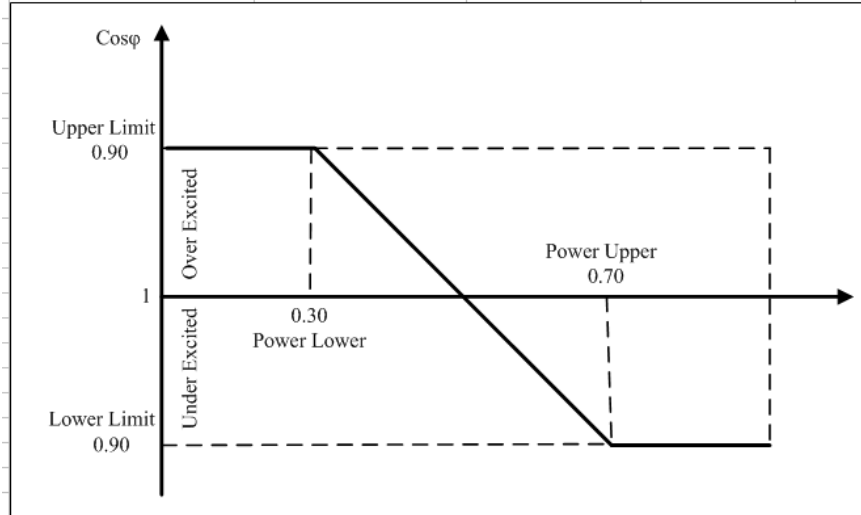 Cosφ
Upper Limit
0.90
Over Excited
Power Upper
0.70
1
0.30
Power Lower
Under Excited
Lower Limit
0.90